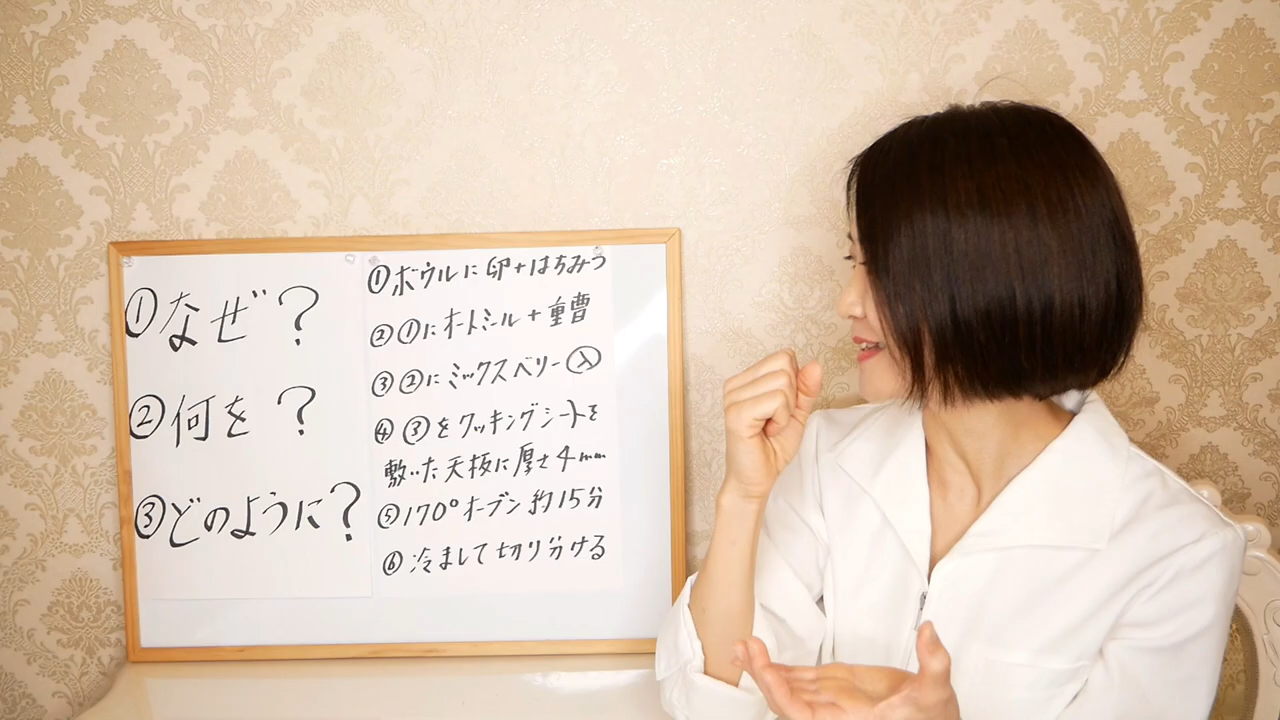 ①なぜ?
②何を?
③どのように?
①ボウルに卵+はちみつ
②①にオートミール+重曹
③②にミックスベリー入
④③をクッキングシートを
敷いた天板に厚さ4mm
⑤170°オーブン約15分
⑥冷まして切り分ける